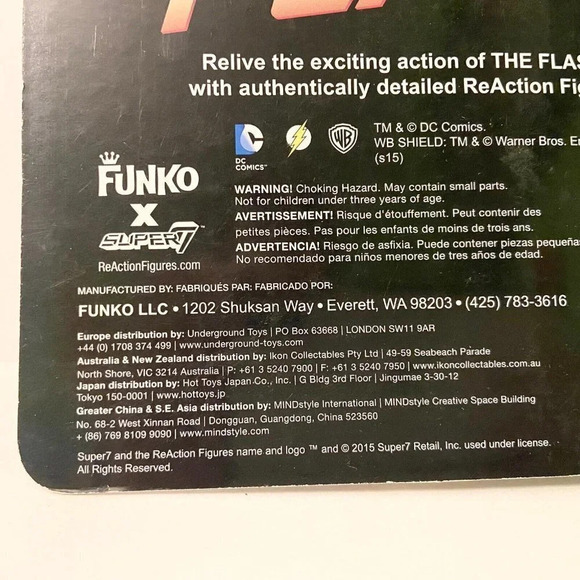 Relive the exciting action of THE FLAS
with authentically detailed ReAction Fig
DC
COMICS™
WB
TM & © DC Comics.
WB SHIELD: TM & © Warner Bros. En
(s15)
FUNKO
X
SUPER7™
ReActionFigures.com
WARNING! Choking Hazard. May contain small parts.
Not for children under three years of age.
AVERTISSEMENT! Risque d'étouffement. Peut contenir des
petites pièces. Pas pour les enfants de moins de trois ans.
ADVERTENCIA! Riesgo de asfixia. Puede contener piezas pequeña
No recomendado para niños menores de tres años de edad.
MANUFACTURED BY: FABRIQUÉS PAR: FABRICADO POR:
FUNKO LLC • 1202 Shuksan Way • Everett, WA 98203 • (425) 783-3616
Europe distribution by: Underground Toys | PO Box 63668 | LONDON SW11 9AR
+44 (0) 1708 374 499 | www.underground-toys.com
Australia & New Zealand distribution by: Ikon Collectables Pty Ltd | 49-59 Seabeach Parade
North Shore, VIC 3214 Australia | P: +61 3 5240 7900 | F: +61 3 5240 7950 | www.ikoncollectables.com.au
Japan distribution by: Hot Toys Japan Co., Inc. | G Bldg 3rd Floor | Jingumae 3-30-12
Tokyo 150-0001 | www.hottoys.jp
Greater China & S.E. Asia distribution by: MINDstyle International | MINDstyle Creative Space Building
No. 68-2 West Xinnan Road | Dongguan, Guangdong, China 523560
+ (86) 769 8109 9090 | www.mindstyle.com
Super7 and the ReAction Figures name and logo ™ and © 2015 Super7 Retail, Inc. used under license.
All Rights Reserved.